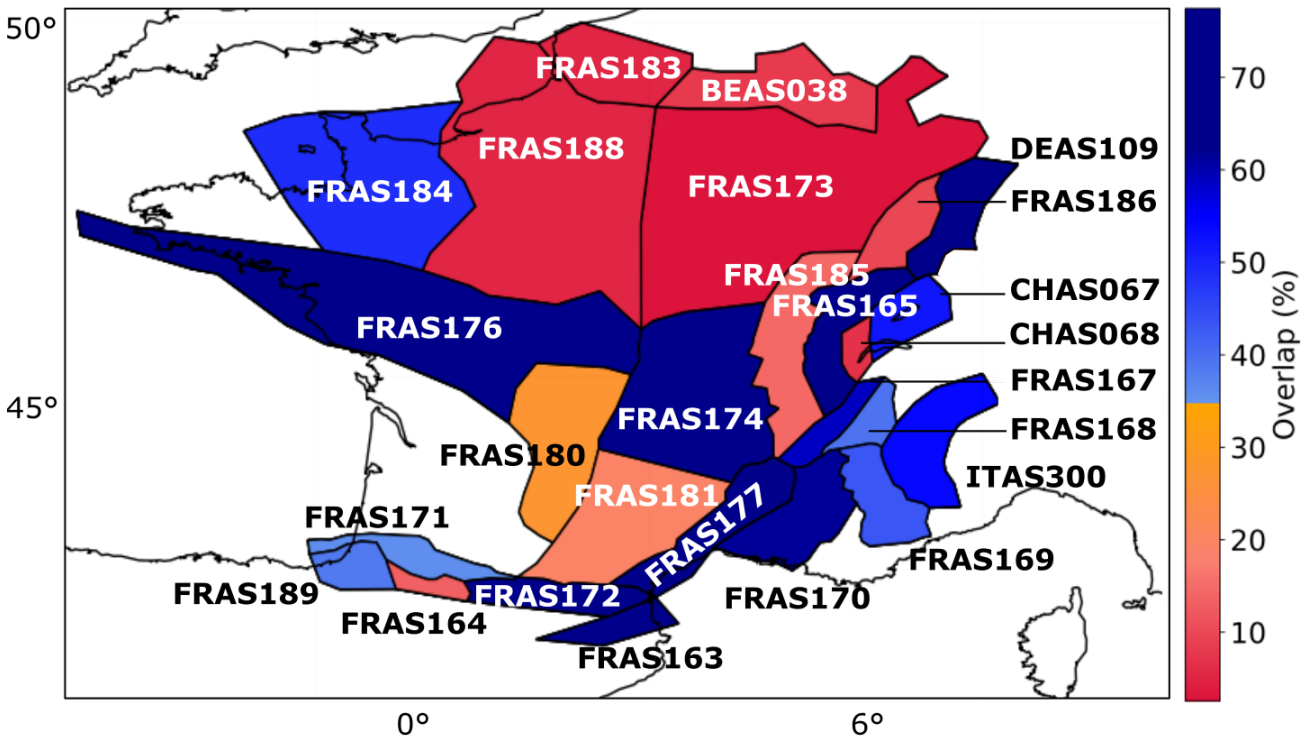 50°
FRAS183
BEAS038
70
FRAS188
DEAS109
60
FRAS184
FRAS173
FRAS186
50
FRAS185
CHAS067
FRAS165
FRAS176
CHAS068
40
FRAS167
45°
FRAS174
FRAS168
Overlap (%)
30
FRAS180
ITAS300
FRAS181
FRAS177
20
FRAS171
FRAS169
FRAS189
FRAS172
FRAS170
FRAS164
10
FRAS163
0°
6°